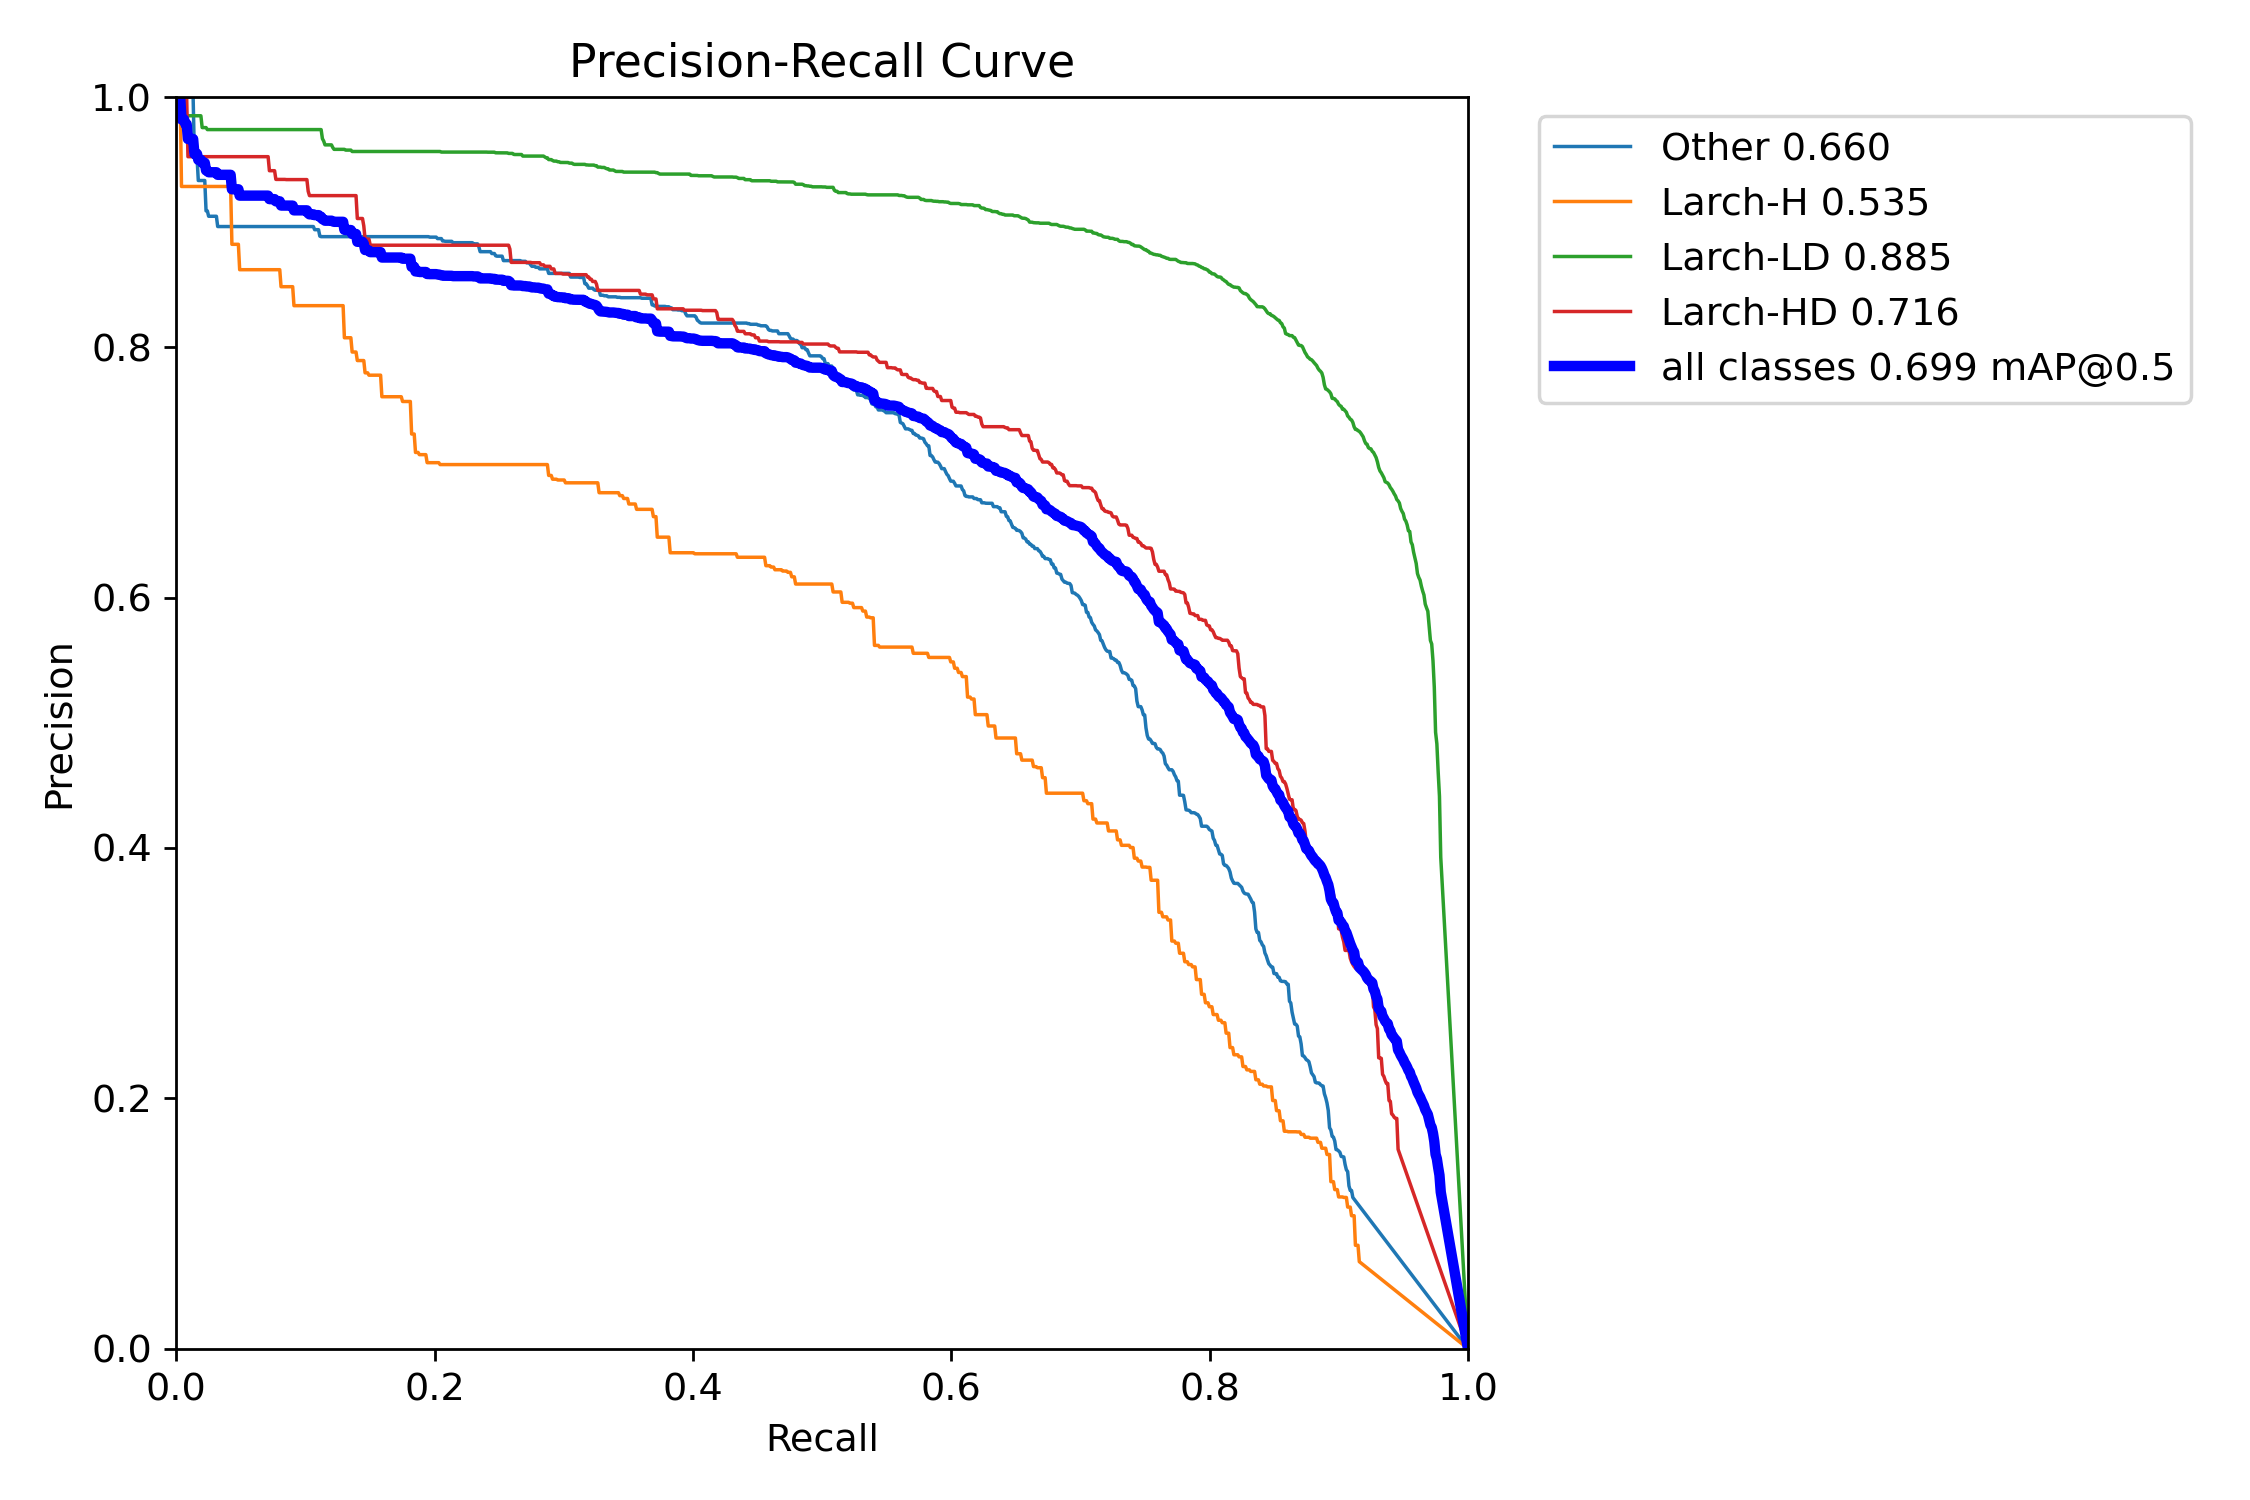 Precision-Recall Curve
1.0
0.8
0.6
0.4
0.2
0.0
Precision
0.0 0.2 0.4 0.6 0.8 1.0
Recall
Other 0.660
Larch-H 0.535
Larch-LD 0.885
Larch-HD 0.716
all classes 0.699 mAP@0.5